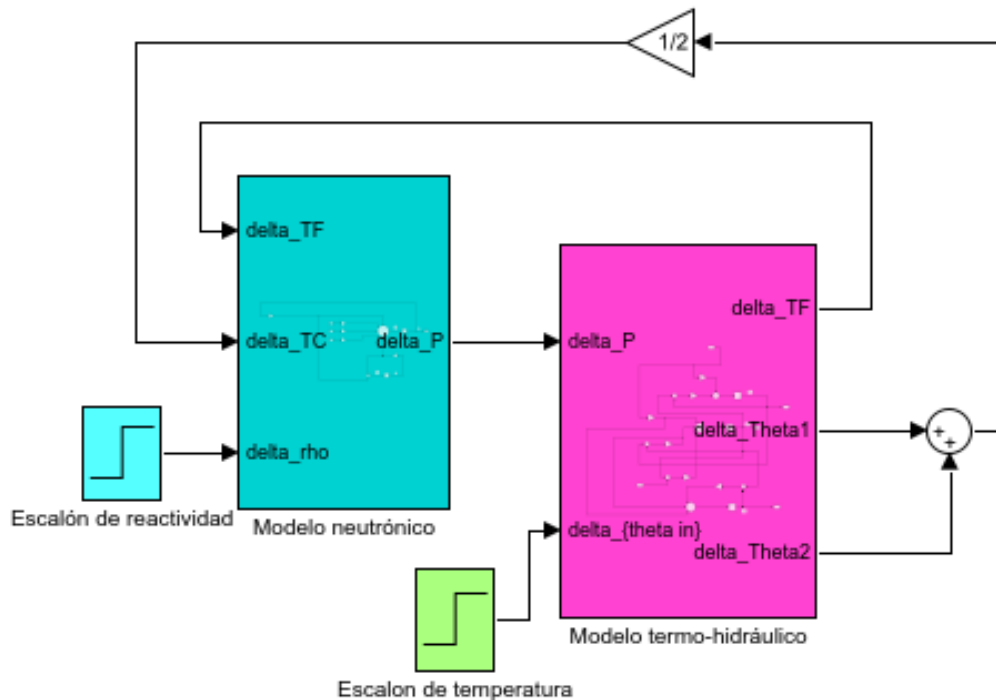 1/2
delta_TF
delta_TC
delta_P
delta_rho
Escalón de reactividad
Modelo neutrónico
delta_TF
delta_P
delta_Theta1
delta_{theta in}
delta_Theta2
Modelo termo-hidráulico
Escalon de temperatura
+
+